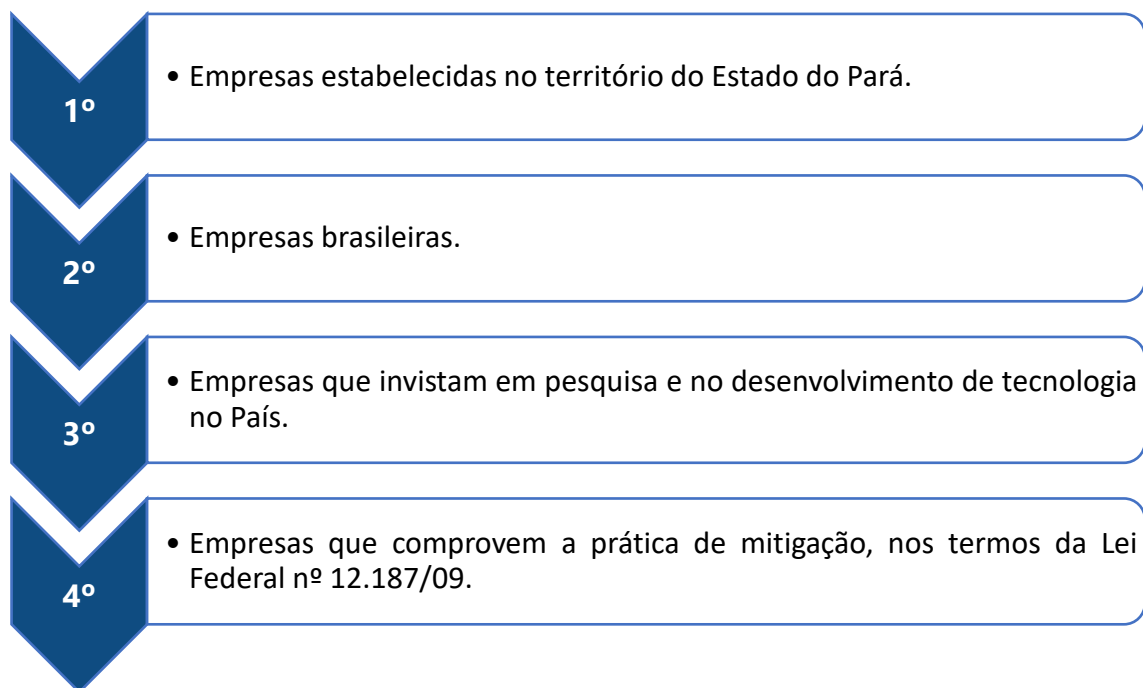 1º
• Empresas estabelecidas no território do Estado do Pará.
2º
• Empresas brasileiras.
3º
• Empresas que invistam em pesquisa e no desenvolvimento de tecnologia
no País.
4º
• Empresas que comprovem a prática de mitigação, nos termos da Lei
Federal nº 12.187/09.